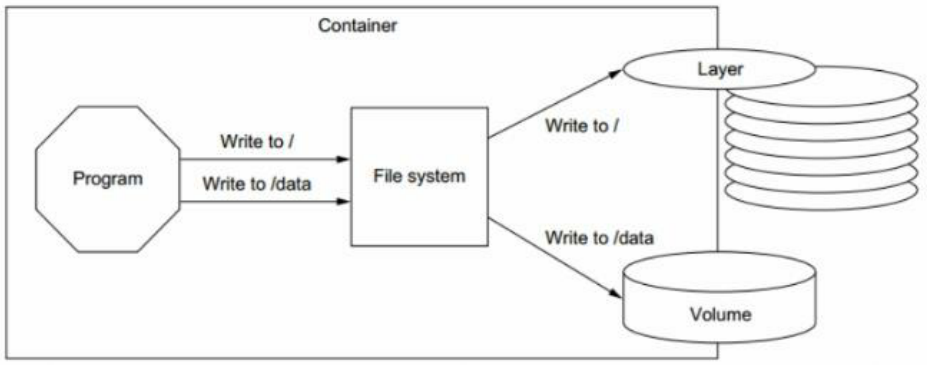 Container
Layer
Write to /
Write to /
Program
File system
Write to /data
Write to /data
Volume